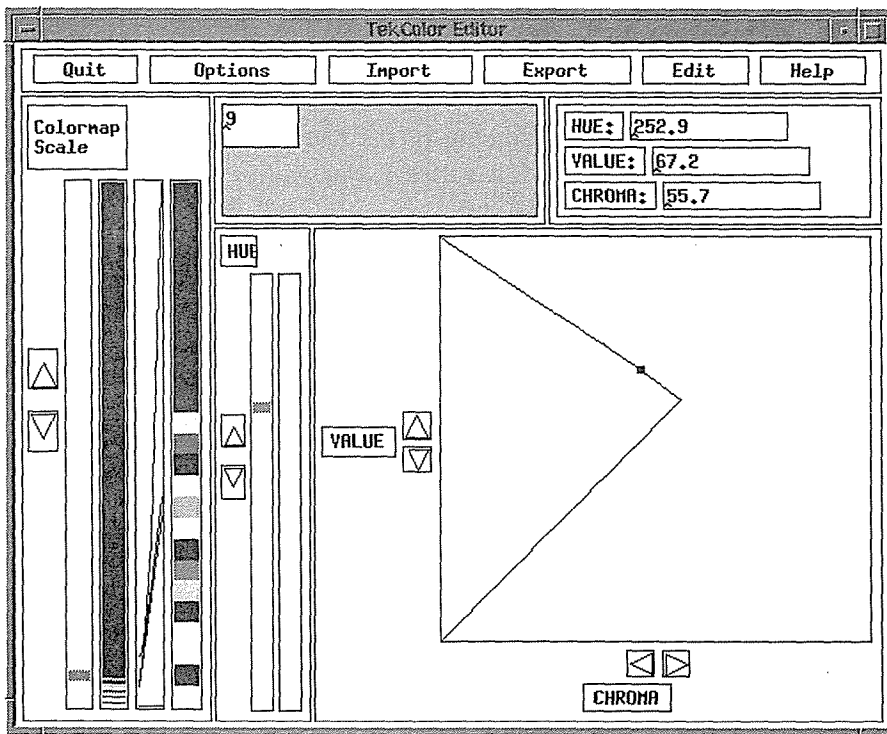 TekColor Editor
Quit Options Import Export Edit Help
Colormap
Scale
9
HUE: 252.9
VALUE: 67.2
CHROMA: 55.7
HUE
VALUE
CHROMA